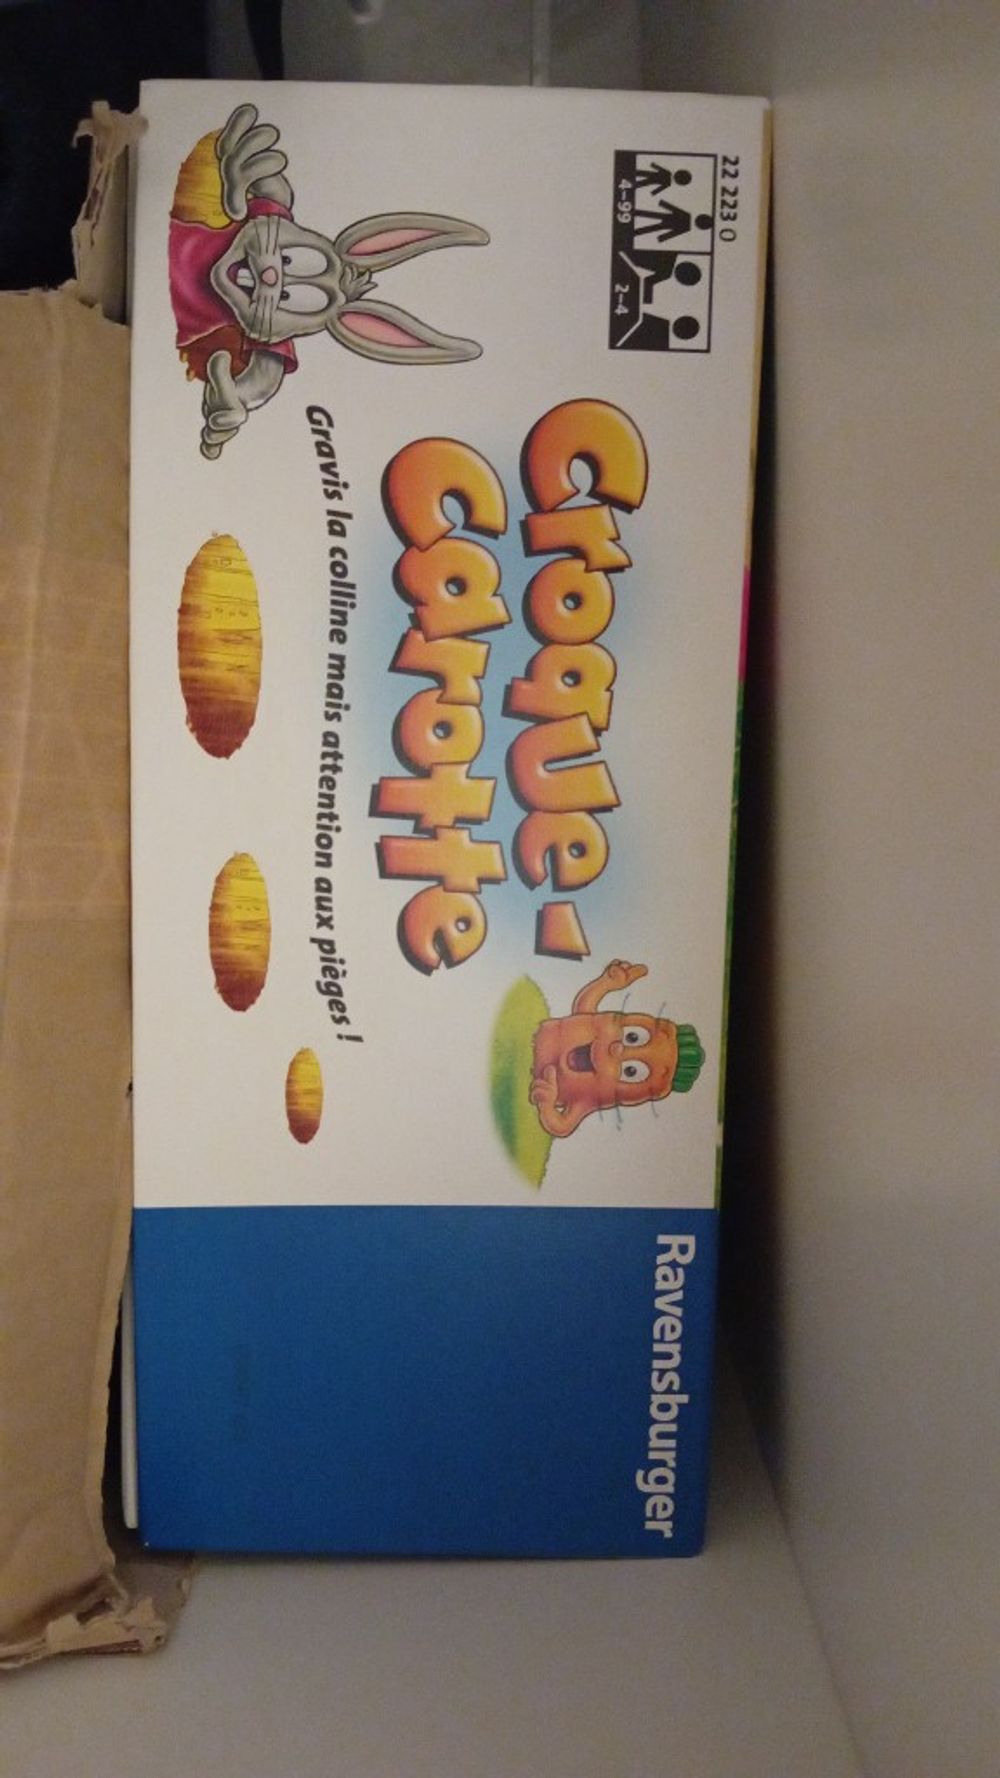 22 223 0
4-99
2-4
Croque-
Carotte
Gravis la colline mais attention aux pièges !
Ravensburger